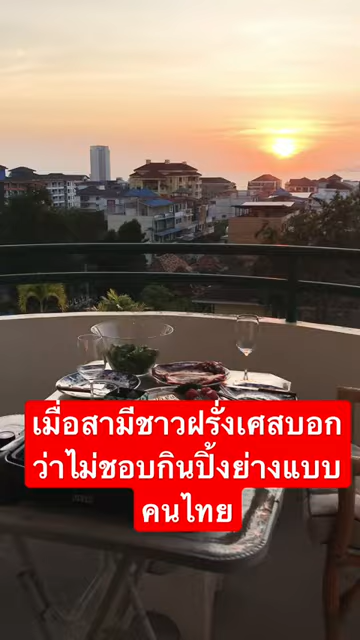 เมื่อสามีชาวฝรั่งเศสบอก
ว่าไม่ชอบกินปิ้งย่างแบบ
คนไทย